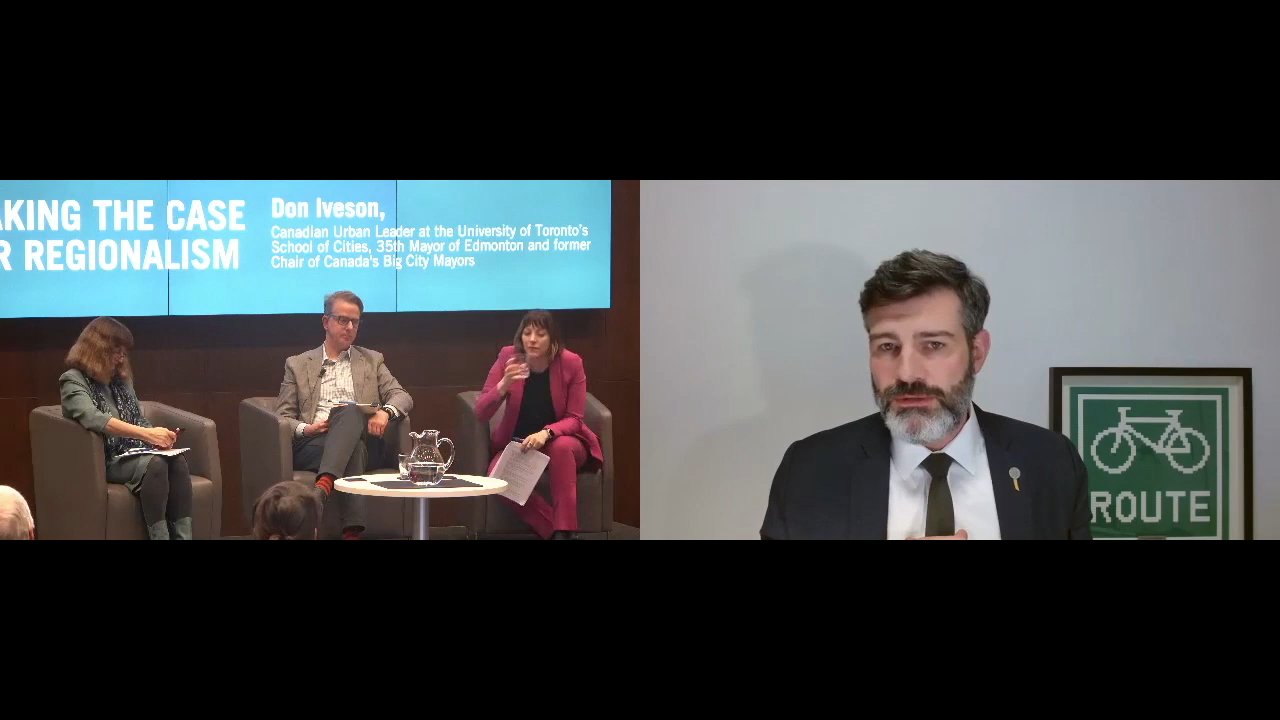 AKING THE CASE
R REGIONALISM
Don Iveson,
Canadian Urban Leader at the University of Toronto's
School of Cities, 35th Mayor of Edmonton and former
Chair of Canada's Big City Mayors
ROUTE